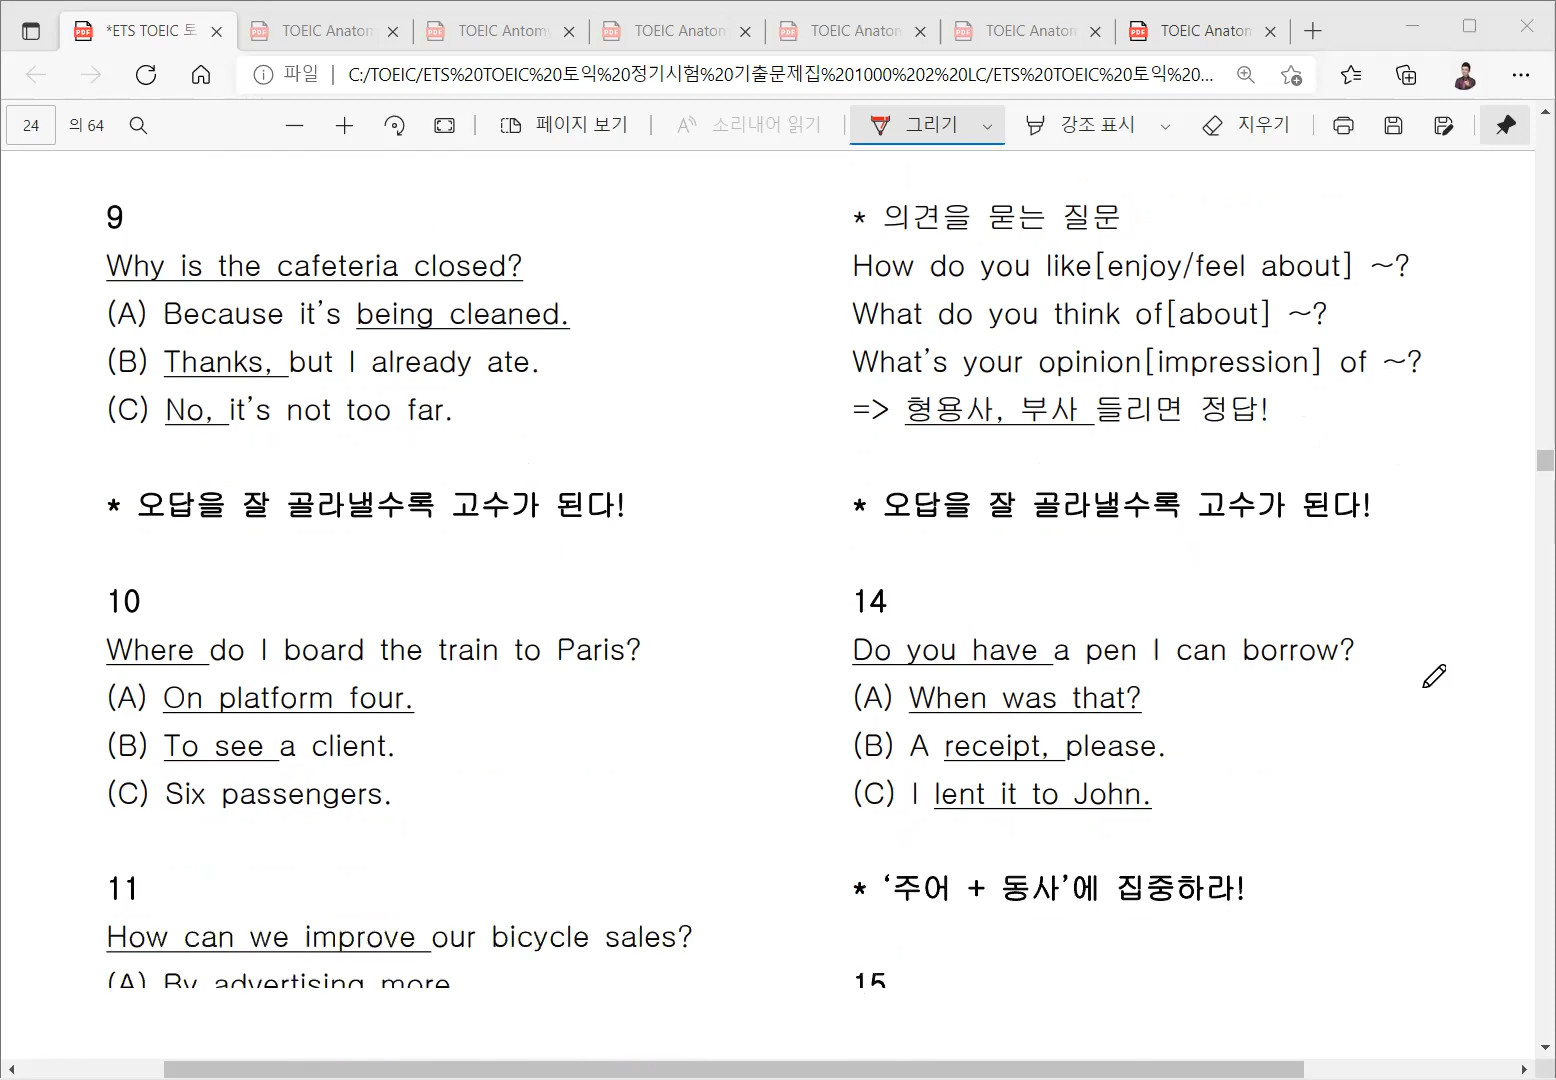 *ETS TOEIC 토
TOEIC Anatom
TOEIC Antomy
TOEIC Anaton
TOEIC Anaton
TOEIC Anatom
TOEIC Anaton
파일
C:/TOEIC/ETS%20TOEIC%20토익%20정기시험%20기출문제집%201000%202%20LC/ETS%20TOEIC%20토익%20...
24
의 64
페이지 보기
소리내어 읽기
그리기
강조 표시
지우기
9
Why is the cafeteria closed?
(A) Because it's being cleaned.
(B) Thanks, but I already ate.
(C) No, it's not too far.
* 오답을 잘 골라낼수록 고수가 된다!
10
Where do I board the train to Paris?
(A) On platform four.
(B) To see a client.
(C) Six passengers.
11
How can we improve our bicycle sales?
(A) By advertising more
* 의견을 묻는 질문
How do you like[enjoy/feel about] ~?
What do you think of[about] ~?
What's your opinion[impression] of ~?
=> 형용사, 부사 들리면 정답!
* 오답을 잘 골라낼수록 고수가 된다!
14
Do you have a pen I can borrow?
(A) When was that?
(B) A receipt, please.
(C) I lent it to John.
* '주어 + 동사'에 집중하라!
15